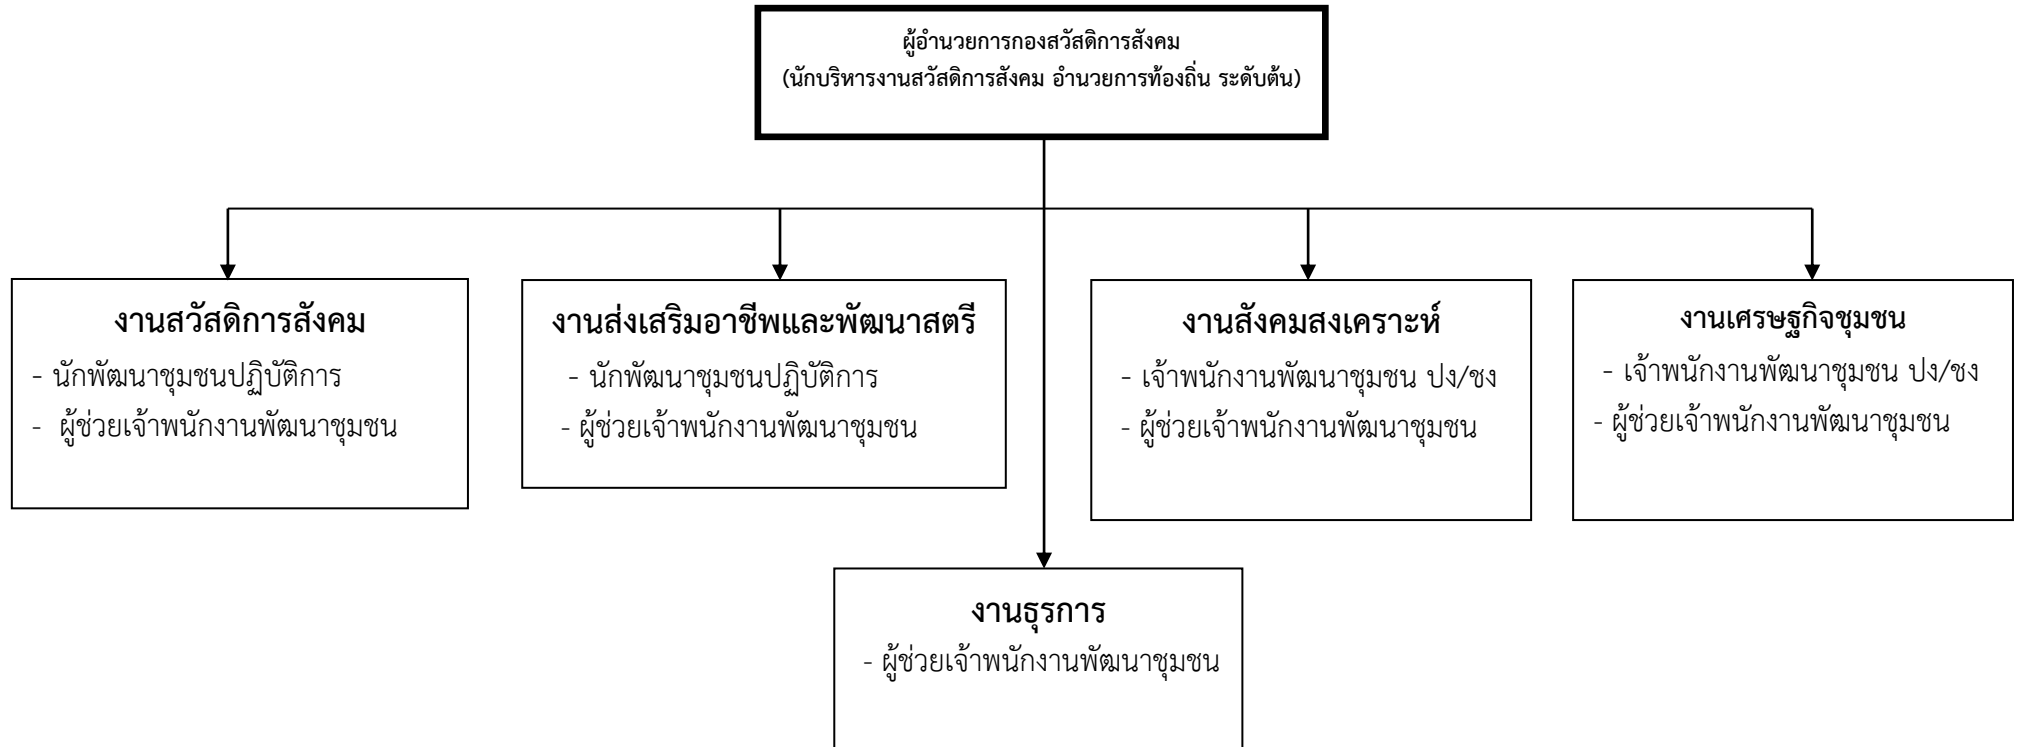 ผู้อำนวยการกองสวัสดิการสังคม
(นักบริหารงานสวัสดิการสังคม อำนวยการท้องถิ่น ระดับต้น)
งานสวัสดิการสังคม
- นักพัฒนาชุมชนปฏิบัติการ
- ผู้ช่วยเจ้าพนักงานพัฒนาชุมชน
งานส่งเสริมอาชีพและพัฒนาสตรี
- นักพัฒนาชุมชนปฏิบัติการ
- ผู้ช่วยเจ้าพนักงานพัฒนาชุมชน
งานสังคมสงเคราะห์
- เจ้าพนักงานพัฒนาชุมชน ปง/ชง
- ผู้ช่วยเจ้าพนักงานพัฒนาชุมชน
งานเศรษฐกิจชุมชน
- เจ้าพนักงานพัฒนาชุมชน ปง/ชง
- ผู้ช่วยเจ้าพนักงานพัฒนาชุมชน
งานธุรการ
- ผู้ช่วยเจ้าพนักงานพัฒนาชุมชน